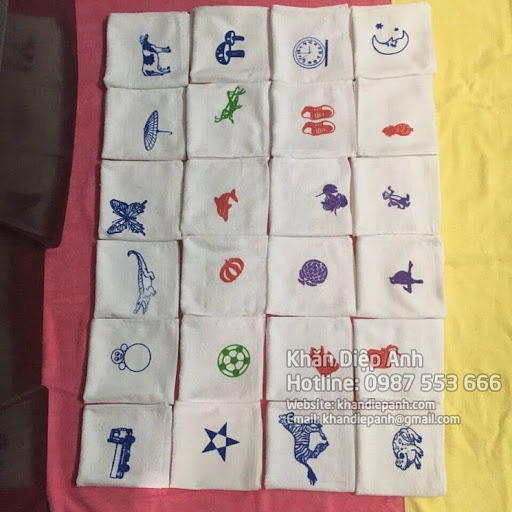 Khăn Diệp Anh
Hotline: 0987 553 666
Website: khandiepanh.com
Email: khandiepanh@gmail.com